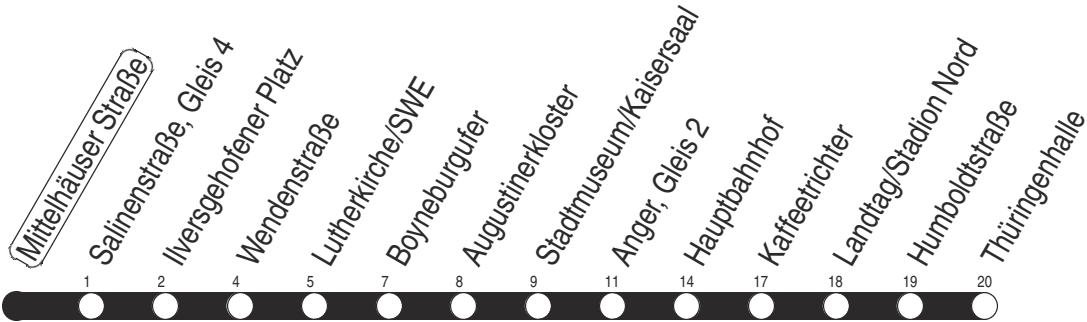 Mittelhäuser Straße
Salinenstraße, Gleis 4
Ilversgehofener Platz
Wendenstraße
Lutherkirche/SWE
Boyneburgufer
Augustinerkloster
Stadtmuseum/Kaisersaal
Anger, Gleis 2
Hauptbahnhof
Kaffeetrichter
Landtag/Stadion Nord
Humboldtstraße
Thüringenhalle
1 2 4 5 7 8 9 11 14 17 18 19 20